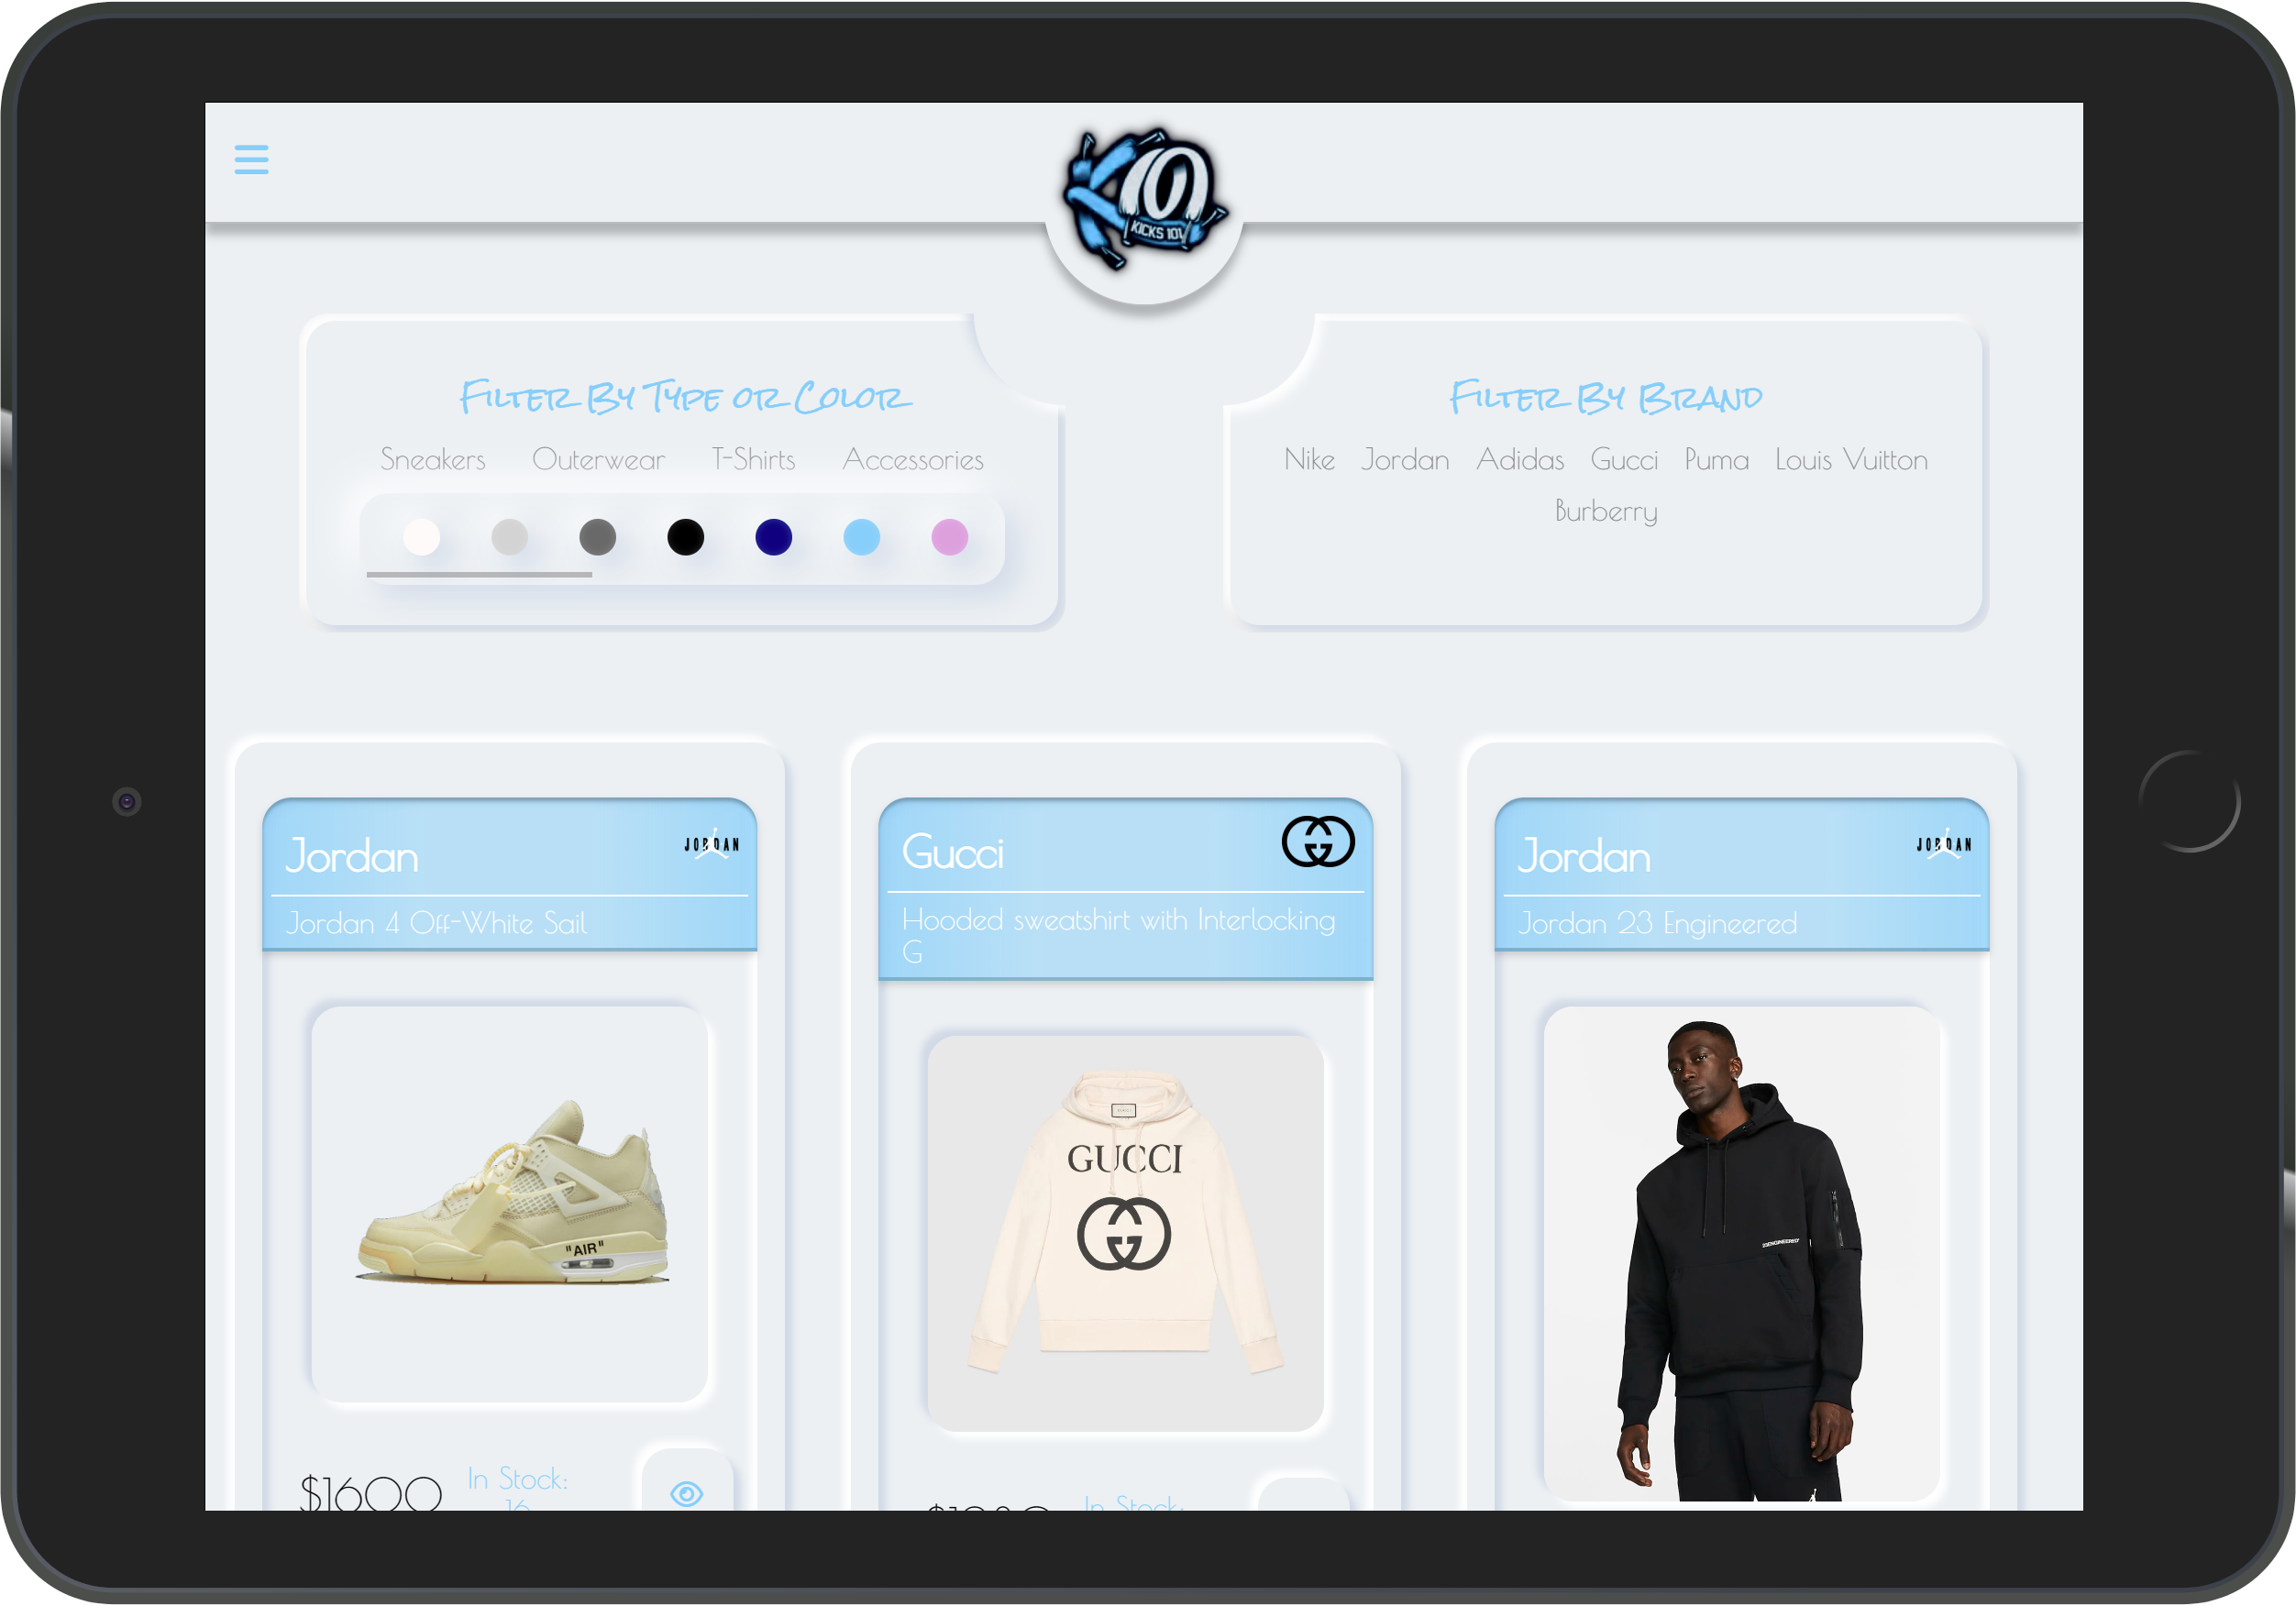 KICKS 101
Filter By Type or Color
Sneakers Outerwear T-Shirts Accessories
Filter By Brand
Nike Jordan Adidas Gucci Puma Louis Vuitton
Burberry
Jordan
JORDAN
Jordan 4 Off-White Sail
"AIR"
$1600
In Stock:
16
Gucci
Hooded sweatshirt with Interlocking
G
GUCCI
In Stock:
Jordan
JORDAN
Jordan 23 Engineered
23ENGINEERED